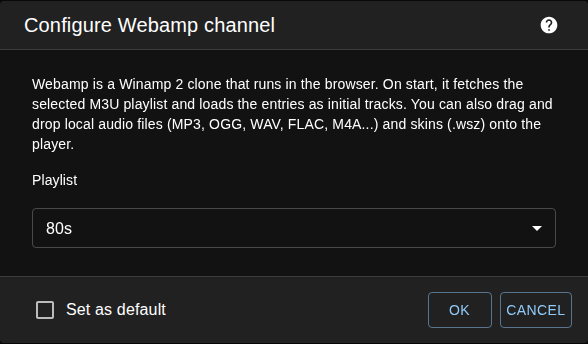 Configure Webamp channel
Webamp is a Winamp 2 clone that runs in the browser. On start, it fetches the
selected M3U playlist and loads the entries as initial tracks. You can also drag and
drop local audio files (MP3, OGG, WAV, FLAC, M4A...) and skins (.wsz) onto the
player.
Playlist
80s
Set as default
OK
CANCEL